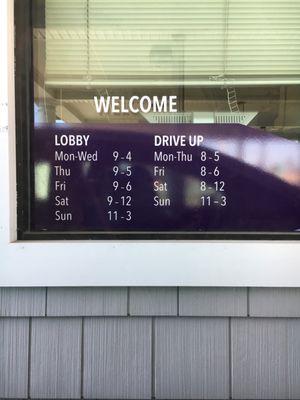 WELCOME
LOBBY
Mon-Wed 9-4
Thu 9-5
Fri 9-6
Sat 9-12
Sun 11-3
DRIVE UP
Mon-Thu 8-5
Fri 8-6
Sat 8-12
Sun 11-3